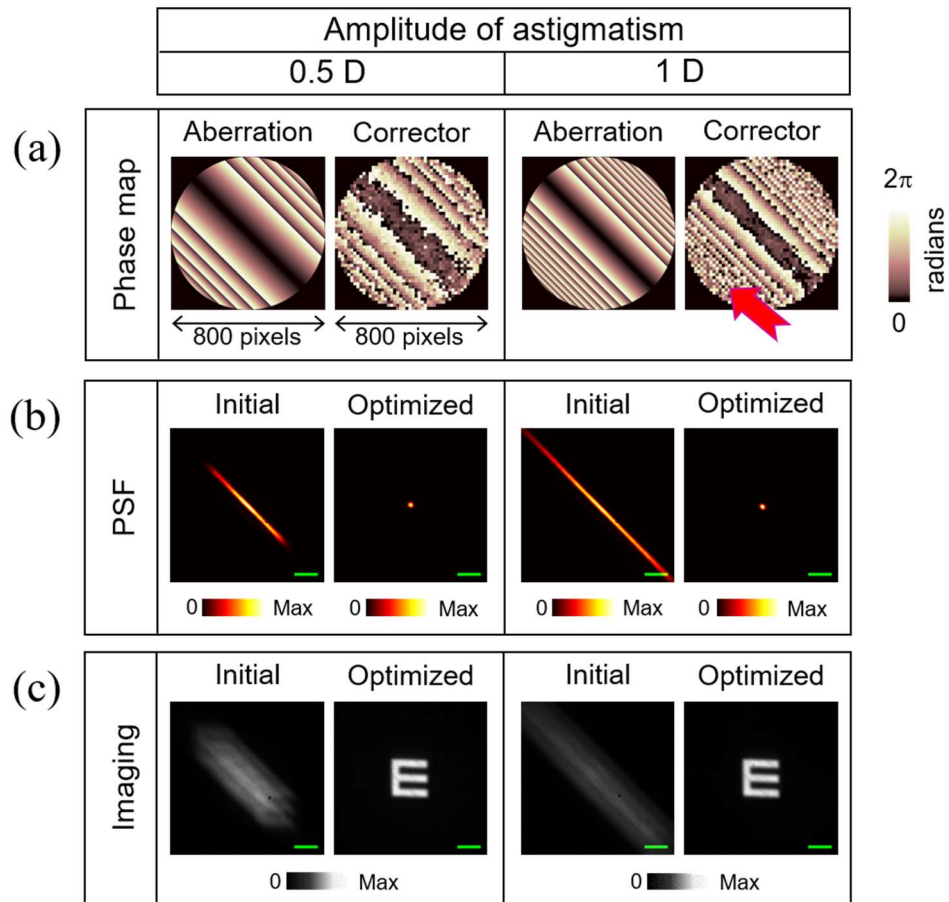 Amplitude of astigmatism
0.5 D 1 D
(a) Phase map
Aberration Corrector Aberration Corrector
800 pixels 800 pixels
2π
radians
0
(b) PSF
Initial Optimized Initial Optimized
0 Max 0 Max 0 Max 0 Max
(c) Imaging
Initial Optimized Initial Optimized
E E
0 Max 0 Max